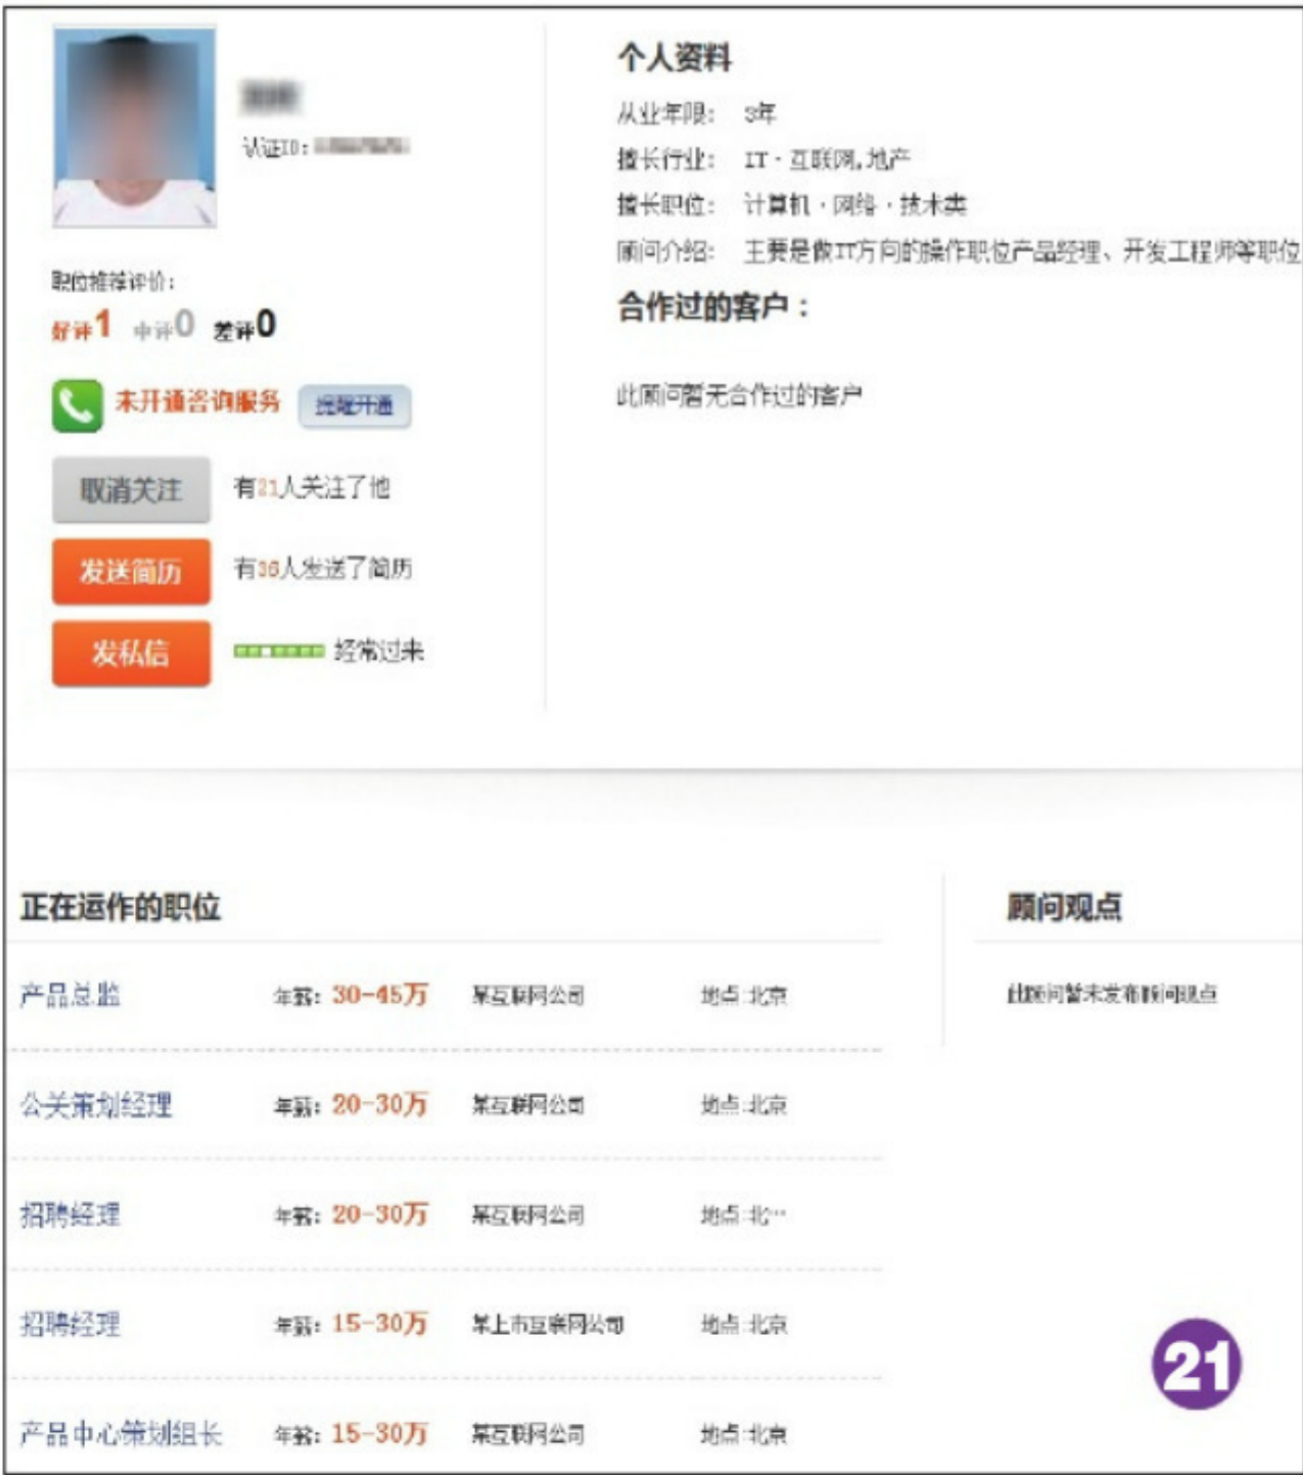 认证ID:
职位推荐评价:
好评1 中评0 差评0
未开通咨询服务 提醒开通
取消关注 有21人关注了他
发送简历 有36人发送了简历
发私信 经常过来
个人资料
从业年限: 3年
擅长行业: IT·互联网,地产
擅长职位: 计算机·网络·技术类
顾问介绍: 主要是做IT方向的操作职位产品经理、开发工程师等职位
合作过的客户:
此顾问暂无合作过的客户
正在运作的职位
产品总监 年薪: 30-45万 某互联网公司 地点:北京
公关策划经理 年薪: 20-30万 某互联网公司 地点:北京
招聘经理 年薪: 20-30万 某互联网公司 地点:北…
招聘经理 年薪: 15-30万 某上市互联网公司 地点:北京
产品中心策划组长 年薪: 15-30万 某互联网公司 地点:北京
顾问观点
此顾问暂未发布顾问观点
21